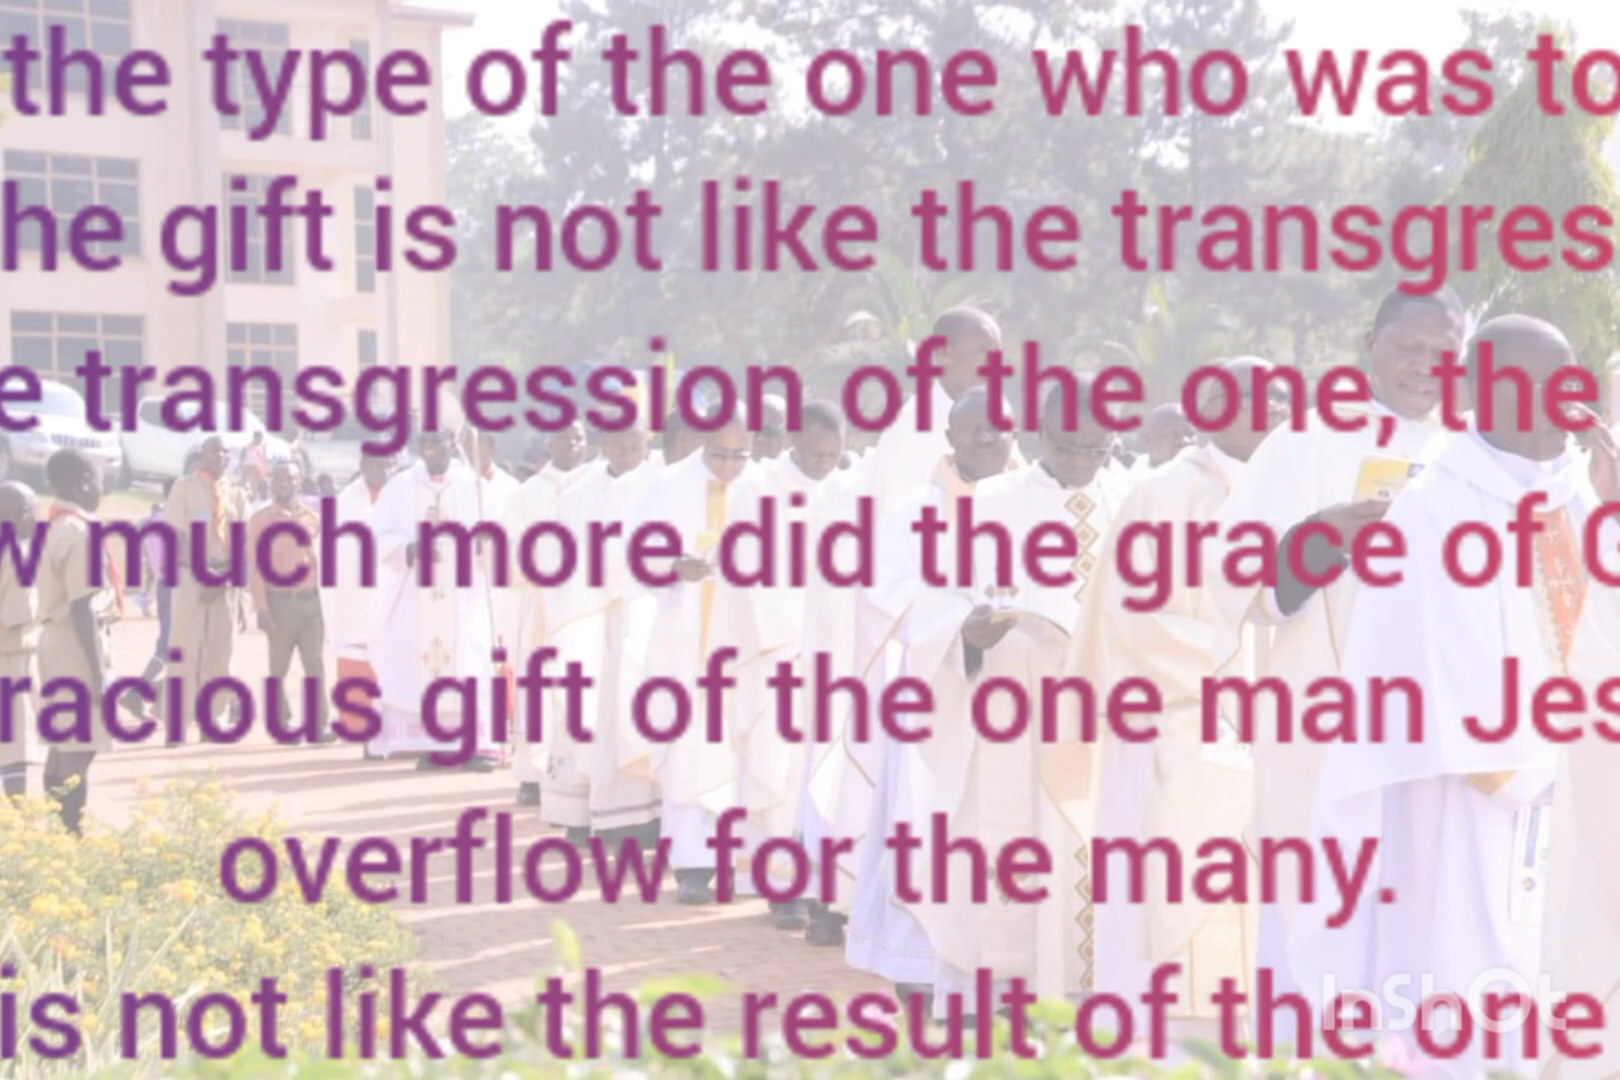 the type of the one who was to
he gift is not like the transgres
e transgression of the one, the
w much more did the grace of G
racious gift of the one man Jes
overflow for the many.
is not like the result of the one
InShOt